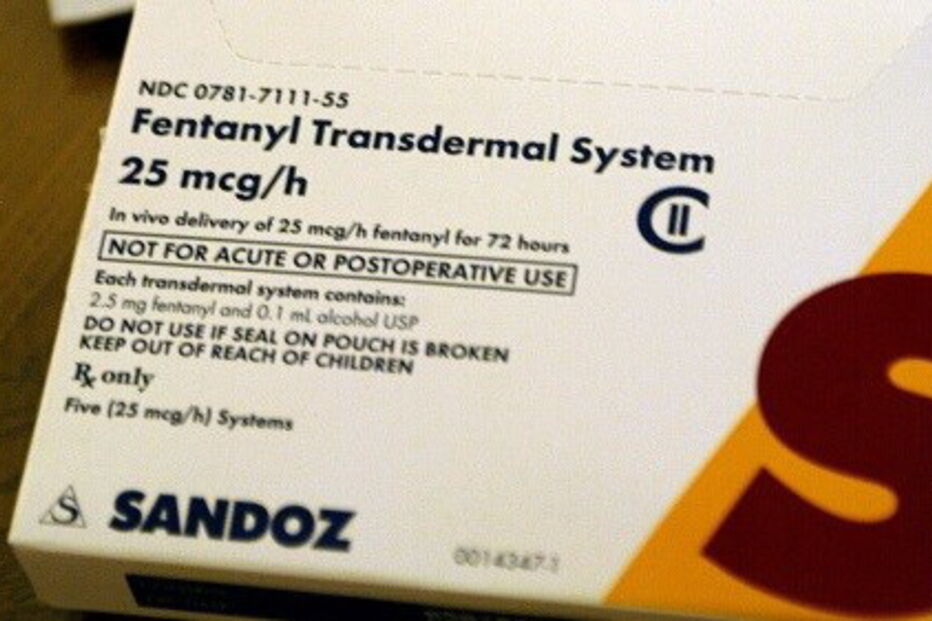 NDC 0781-7111-55
Fentanyl Transdermal System
25 mcg/h
CII
In vivo delivery of 25 mcg/h fentanyl for 72 hours
NOT FOR ACUTE OR POSTOPERATIVE USE
Each transdermal system contains:
2.5 mg fentanyl and 0.1 mL alcohol USP
DO NOT USE IF SEAL ON POUCH IS BROKEN
KEEP OUT OF REACH OF CHILDREN
Rx only
Five (25 mcg/h) Systems
S SANDOZ
0014347-1
S